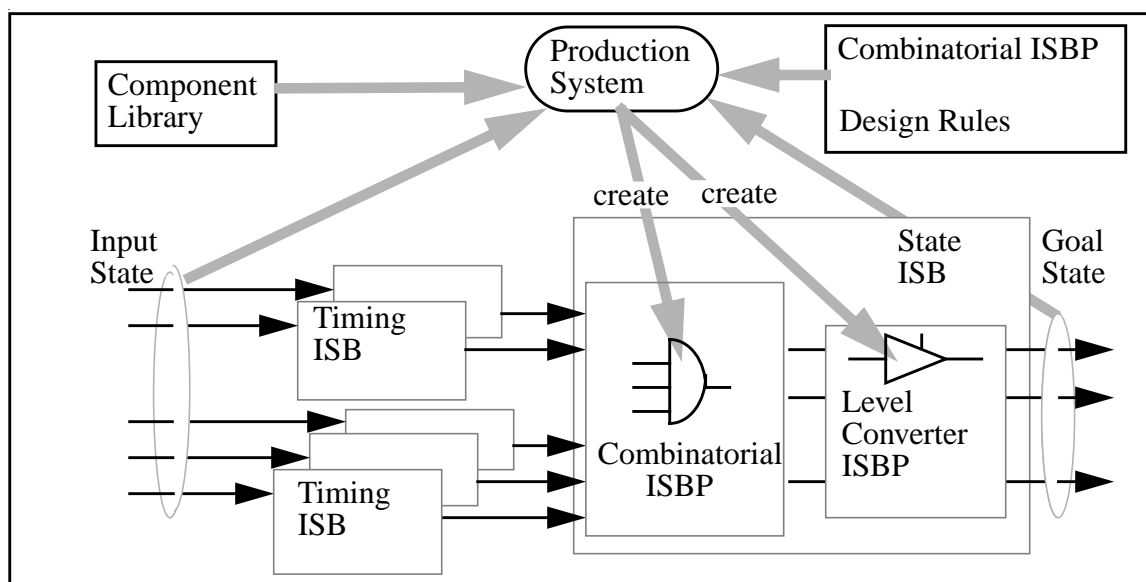 Production
System
Component
Library
Combinatorial ISBP
Design Rules
create
create
Input
State
State
ISB
Goal
State
Timing
ISB
Level
Converter
ISBP
Combinatorial
ISBP
Timing
ISB